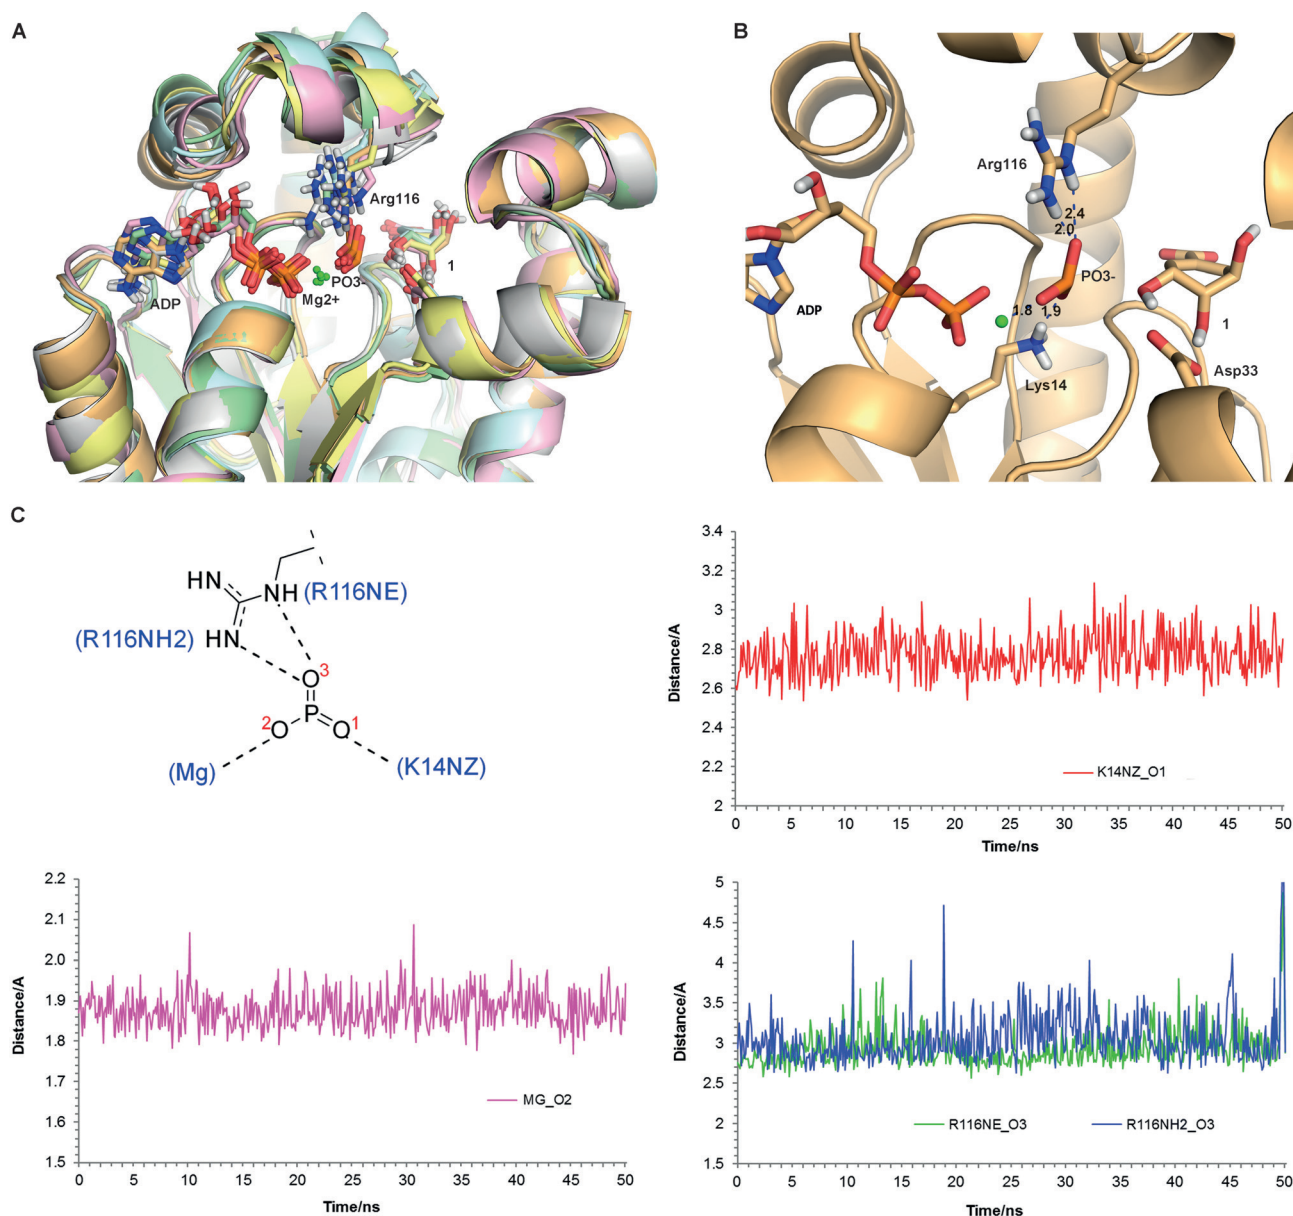 A
Arg116
1
ADP
PO3-
Mg2+
B
Arg116
2.4
2.0
PO3-
ADP
1.8
1.9
1
Lys14
Asp33
C
HN
NH
(R116NE)
(R116NH2)
HN
3
O
2
O
P
O
1
(Mg)
(K14NZ)
3.4
3.2
3
2.8
2.6
2.4
2.2
2
Distance/A
K14NZ_O1
0 5 15 16 20 24 30 35 40 45 50
Time/ns
2.2
2.1
2.0
1.9
1.8
1.7
1.6
1.5
Distance/A
MG_O2
0 5 10 15 20 25 30 35 40 45 50
Time/ns
5
4.5
4
3.5
3
2.5
2
1.5
Distance/A
R116NE_O3 R116NH2_O3
0 5 10 15 20 25 30 35 40 45 50
Time/ns